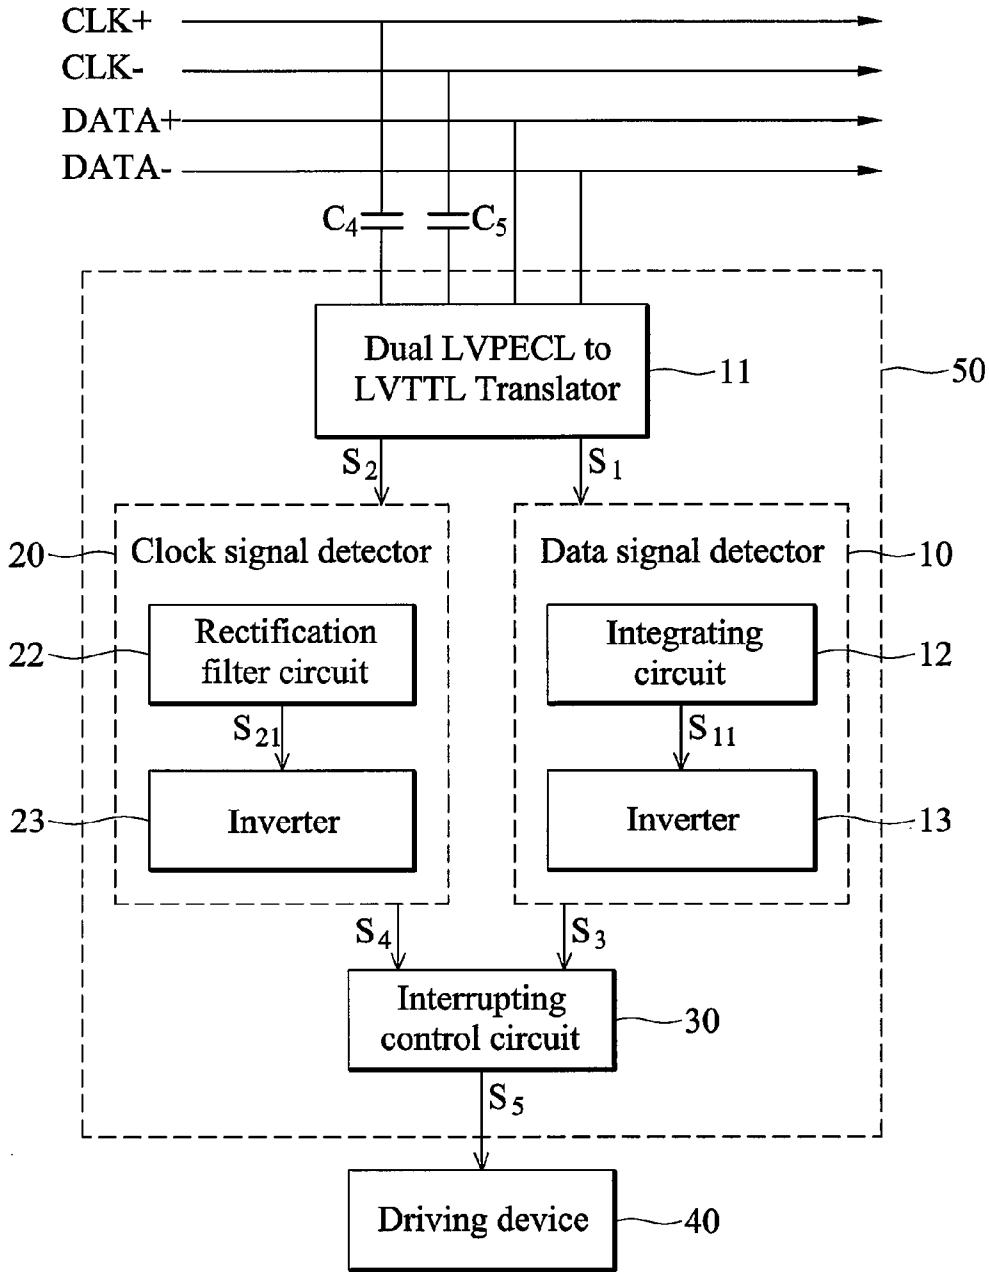 CLK+
CLK-
DATA+
DATA-
C4
C5
Dual LVPECL to
LVTTL Translator
11
50
S2
S1
20
Clock signal detector
Data signal detector
10
22
Rectification
filter circuit
Integrating
circuit
12
S21
S11
23
Inverter
Inverter
13
S4
S3
Interrupting
control circuit
30
S5
Driving device
40